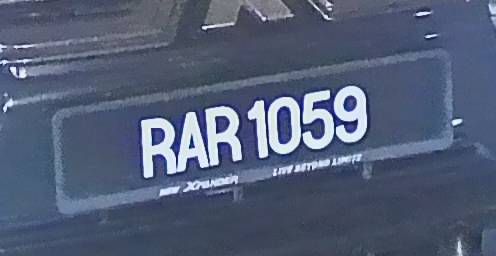 RAR 1059
NEW XPANDER LIVE BEYOND LIMITS